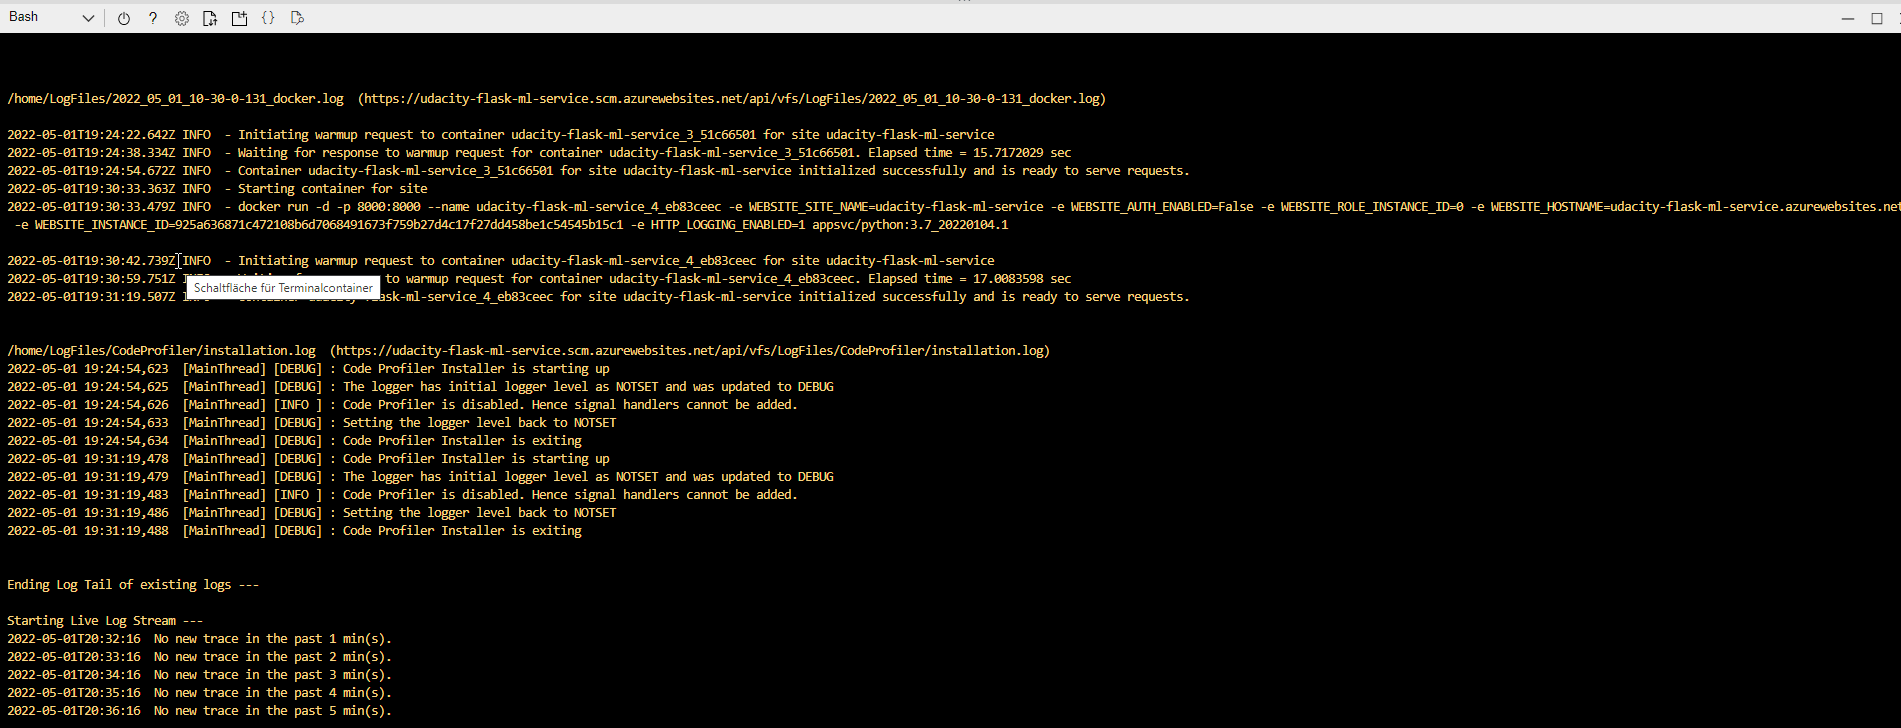 Bash
/home/LogFiles/2022_05_01_10-30-0-131_docker.log  (https://udacity-flask-ml-service.scm.azurewebsites.net/api/vfs/LogFiles/2022_05_01_10-30-0-131_docker.log)
2022-05-01T19:24:22.642Z INFO  - Initiating warmup request to container udacity-flask-ml-service_3_51c66501 for site udacity-flask-ml-service
2022-05-01T19:24:38.334Z INFO  - Waiting for response to warmup request for container udacity-flask-ml-service_3_51c66501. Elapsed time = 15.7172029 sec
2022-05-01T19:24:54.672Z INFO  - Container udacity-flask-ml-service_3_51c66501 for site udacity-flask-ml-service initialized successfully and is ready to serve requests.
2022-05-01T19:30:33.363Z INFO  - Starting container for site
2022-05-01T19:30:33.479Z INFO  - docker run -d -p 8000:8000 --name udacity-flask-ml-service_4_eb83ceec -e WEBSITE_SITE_NAME=udacity-flask-ml-service -e WEBSITE_AUTH_ENABLED=False -e WEBSITE_ROLE_INSTANCE_ID=0 -e WEBSITE_HOSTNAME=udacity-flask-ml-service.azurewebsites.net
-e WEBSITE_INSTANCE_ID=925a636871c472108b6d7068491673f759b27d4c17f27dd458be1c54545b15c1 -e HTTP_LOGGING_ENABLED=1 appsvc/python:3.7_20220104.1
2022-05-01T19:30:42.739Z INFO  - Initiating warmup request to container udacity-flask-ml-service_4_eb83ceec for site udacity-flask-ml-service
2022-05-01T19:30:59.751Z to warmup request for container udacity-flask-ml-service_4_eb83ceec. Elapsed time = 17.0083598 sec
Schaltfläche für Terminalcontainer
2022-05-01T19:31:19.507Z ask-ml-service_4_eb83ceec for site udacity-flask-ml-service initialized successfully and is ready to serve requests.
/home/LogFiles/CodeProfiler/installation.log  (https://udacity-flask-ml-service.scm.azurewebsites.net/api/vfs/LogFiles/CodeProfiler/installation.log)
2022-05-01 19:24:54,623  [MainThread] [DEBUG] : Code Profiler Installer is starting up
2022-05-01 19:24:54,625  [MainThread] [DEBUG] : The logger has initial logger level as NOTSET and was updated to DEBUG
2022-05-01 19:24:54,626  [MainThread] [INFO ] : Code Profiler is disabled. Hence signal handlers cannot be added.
2022-05-01 19:24:54,633  [MainThread] [DEBUG] : Setting the logger level back to NOTSET
2022-05-01 19:24:54,634  [MainThread] [DEBUG] : Code Profiler Installer is exiting
2022-05-01 19:31:19,478  [MainThread] [DEBUG] : Code Profiler Installer is starting up
2022-05-01 19:31:19,479  [MainThread] [DEBUG] : The logger has initial logger level as NOTSET and was updated to DEBUG
2022-05-01 19:31:19,483  [MainThread] [INFO ] : Code Profiler is disabled. Hence signal handlers cannot be added.
2022-05-01 19:31:19,486  [MainThread] [DEBUG] : Setting the logger level back to NOTSET
2022-05-01 19:31:19,488  [MainThread] [DEBUG] : Code Profiler Installer is exiting
Ending Log Tail of existing logs ---
Starting Live Log Stream ---
2022-05-01T20:32:16  No new trace in the past 1 min(s).
2022-05-01T20:33:16  No new trace in the past 2 min(s).
2022-05-01T20:34:16  No new trace in the past 3 min(s).
2022-05-01T20:35:16  No new trace in the past 4 min(s).
2022-05-01T20:36:16  No new trace in the past 5 min(s).